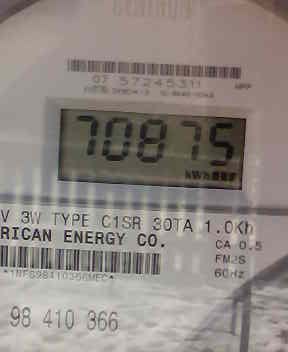 CENTRON
07 57245311
70875
kWh
V 3W TYPE C1SR 30TA 1.0Kh
RICAN ENERGY CO.
CA 0.5
FM2S
60Hz
98 410 366